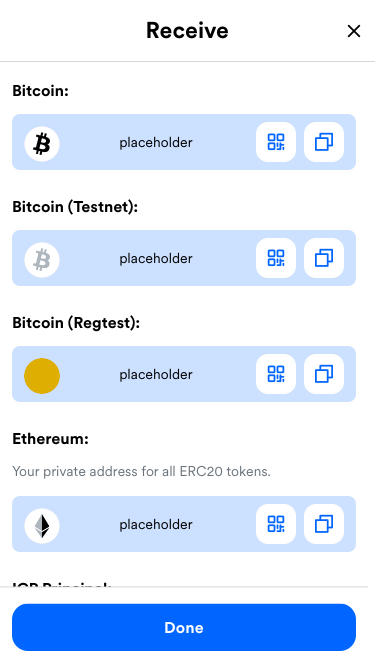 Receive
Bitcoin:
placeholder
Bitcoin (Testnet):
placeholder
Bitcoin (Regtest):
placeholder
Ethereum:
Your private address for all ERC20 tokens.
placeholder
Done